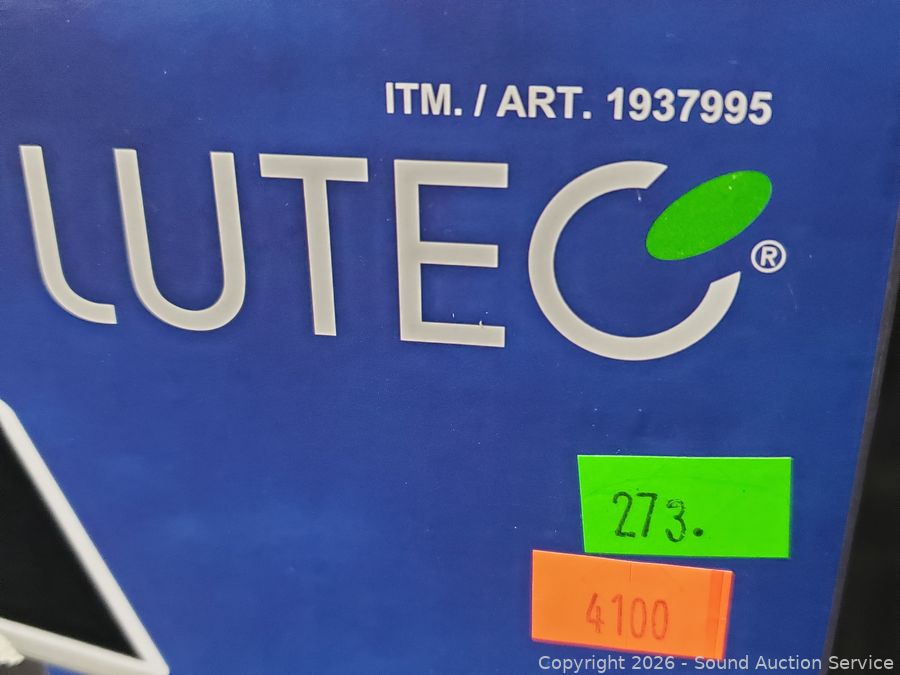 ITM. / ART. 1937995
LUTEC®
273.
4100
Copyright 2026 - Sound Auction Service